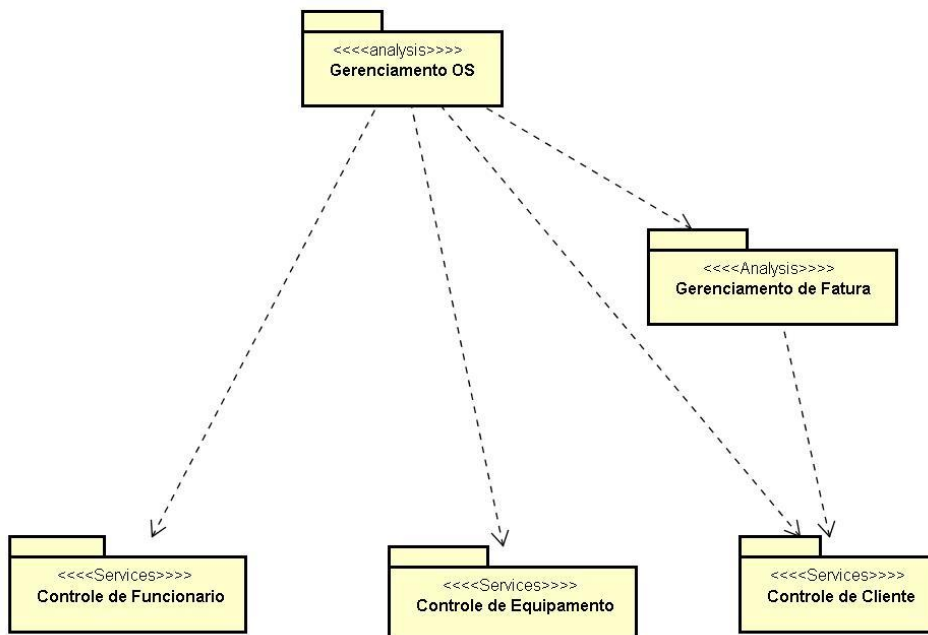 <<<<analysis>>>>
Gerenciamento OS
<<<<Analysis>>>>
Gerenciamento de Fatura
<<<<Services>>>>
Controle de Funcionario
<<<<Services>>>>
Controle de Equipamento
<<<<Services>>>>
Controle de Cliente